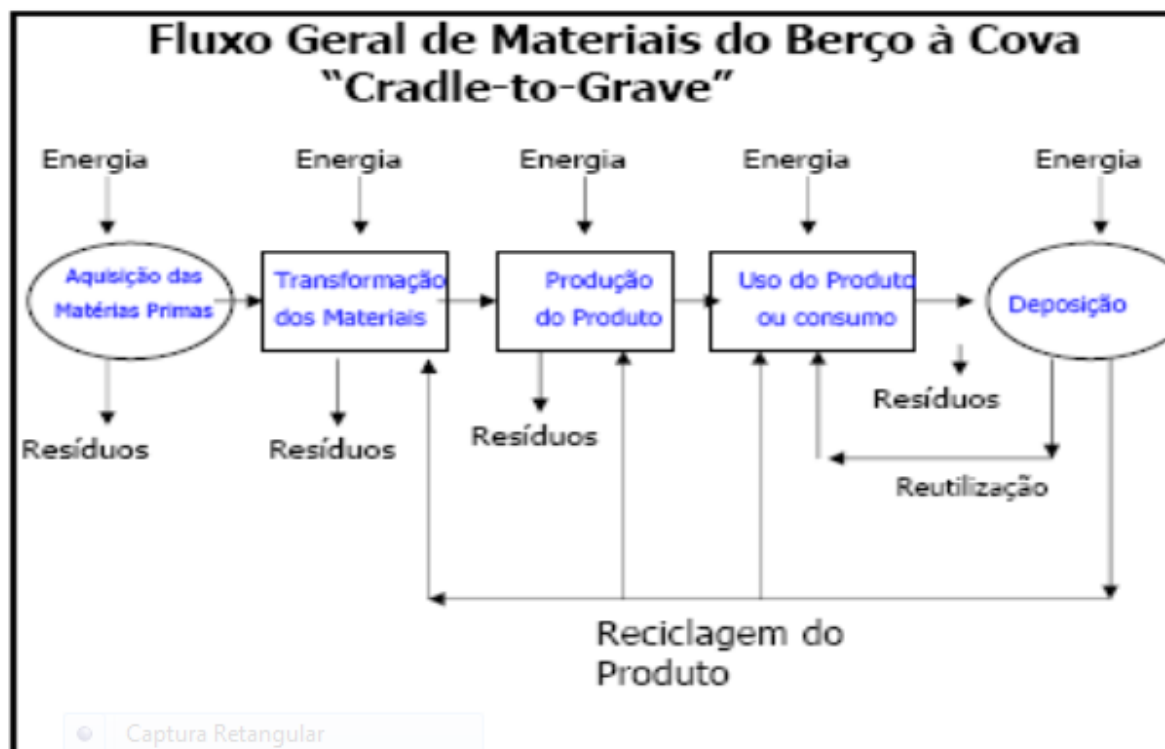 Fluxo Geral de Materiais do Berço à Cova
“Cradle-to-Grave”
Energia
Energia
Energia
Energia
Energia
Aquisição das
Matérias Primas
Transformação
dos Materiais
Produção
do Produto
Uso do Produto
ou consumo
Deposição
Resíduos
Resíduos
Resíduos
Resíduos
Reutilização
Reciclagem do
Produto
Captura Retangular